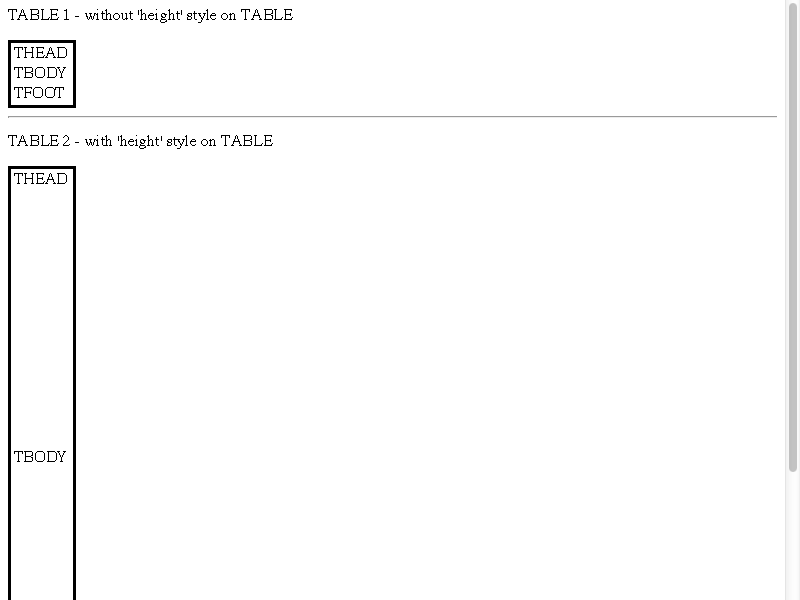 TABLE 1 - without 'height' style on TABLE
THEAD
TBODY
TFOOT
TABLE 2 - with 'height' style on TABLE
THEAD
TBODY